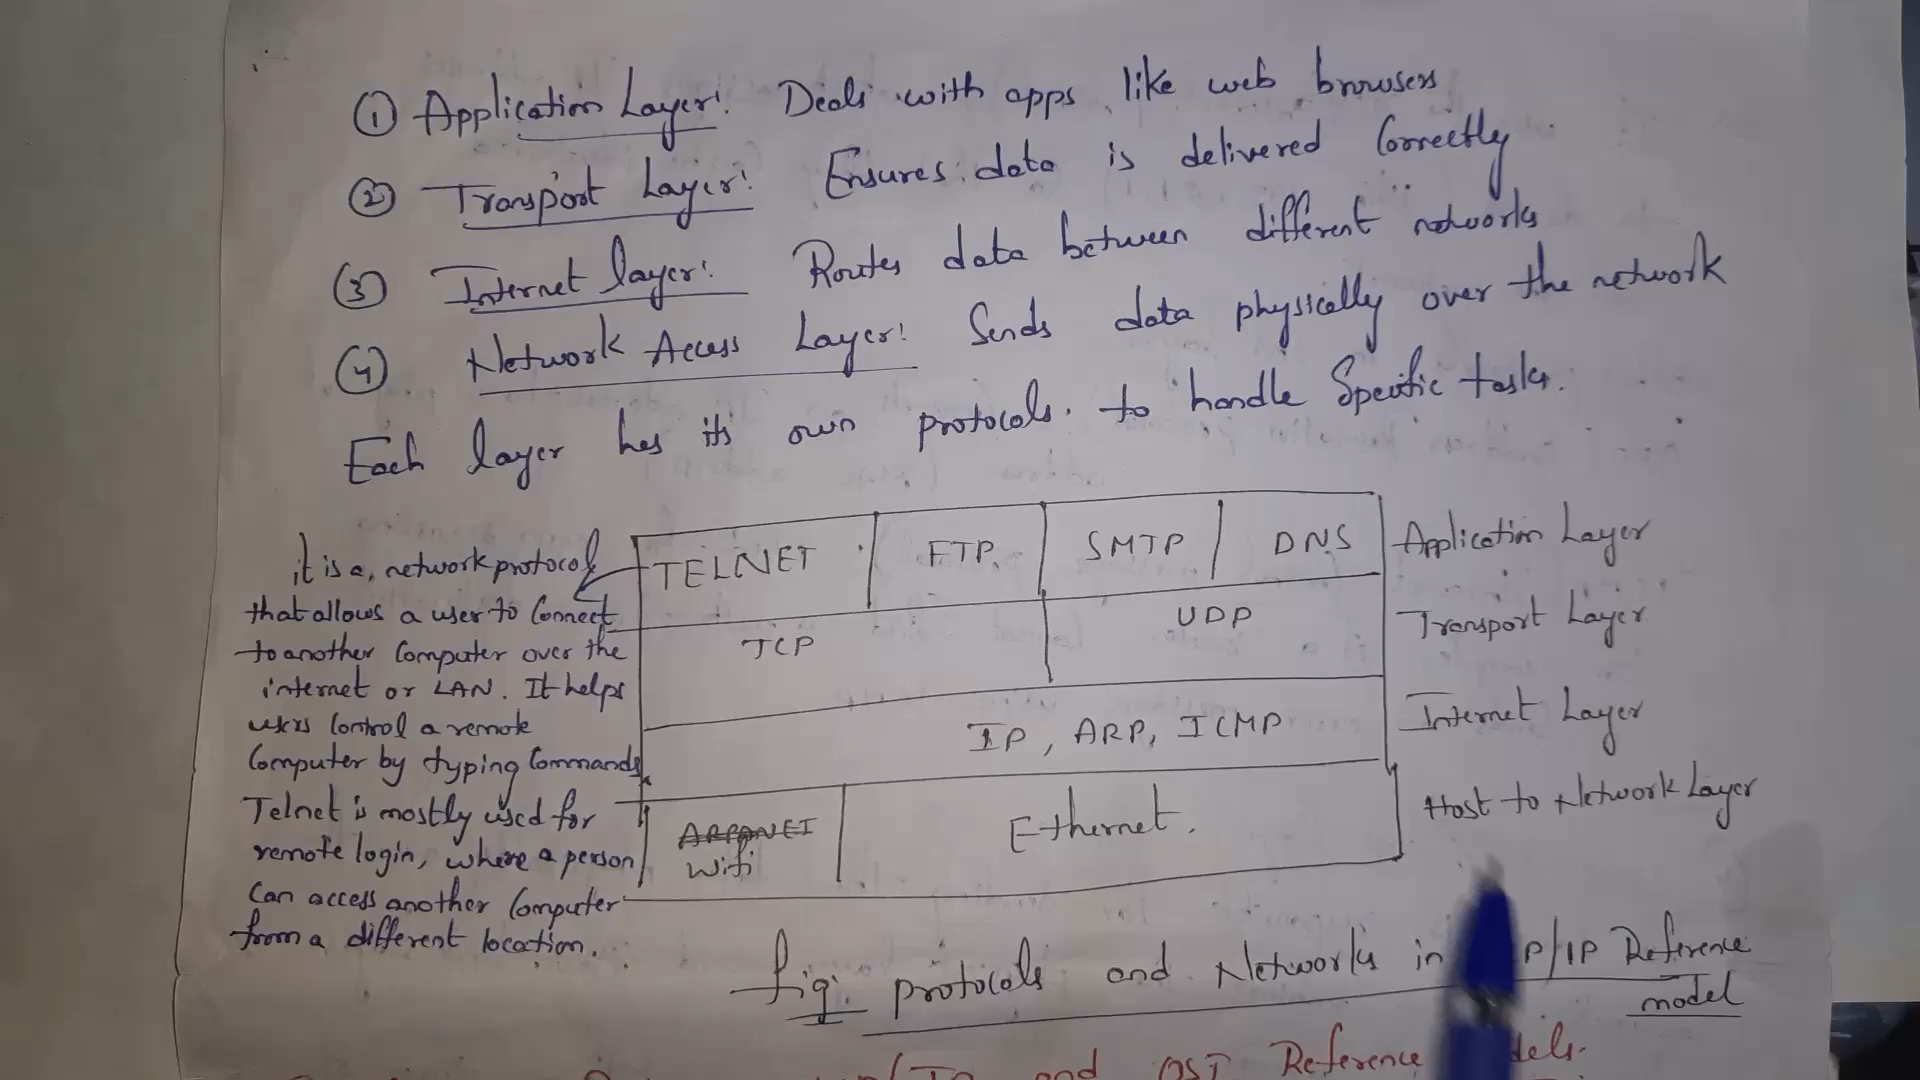 ① Application Layer: Deals with apps like web browsers
② Transport Layer: Ensures data is delivered Correctly
③ Internet layer: Routes data between different networks
④ Network Access Layer: Sends data physically over the network
Each layer has its own protocols. to handle Specific tasks.
it is a, network protocol
that allows a user to Connect
to another Computer over the
internet or LAN. It helps
users Control a remote
Computer by typing Commands
Telnet is mostly used for
remote login, where a person
Can access another Computer
from a different location.
TELNET FTP SMTP DNS Application Layer
TCP UDP Transport Layer
IP, ARP, ICMP Internet Layer
ARPANET
Wifi Ethernet. Host to Network Layer
fig: protocols and Networks in P/IP Reference
model
and OSI Reference